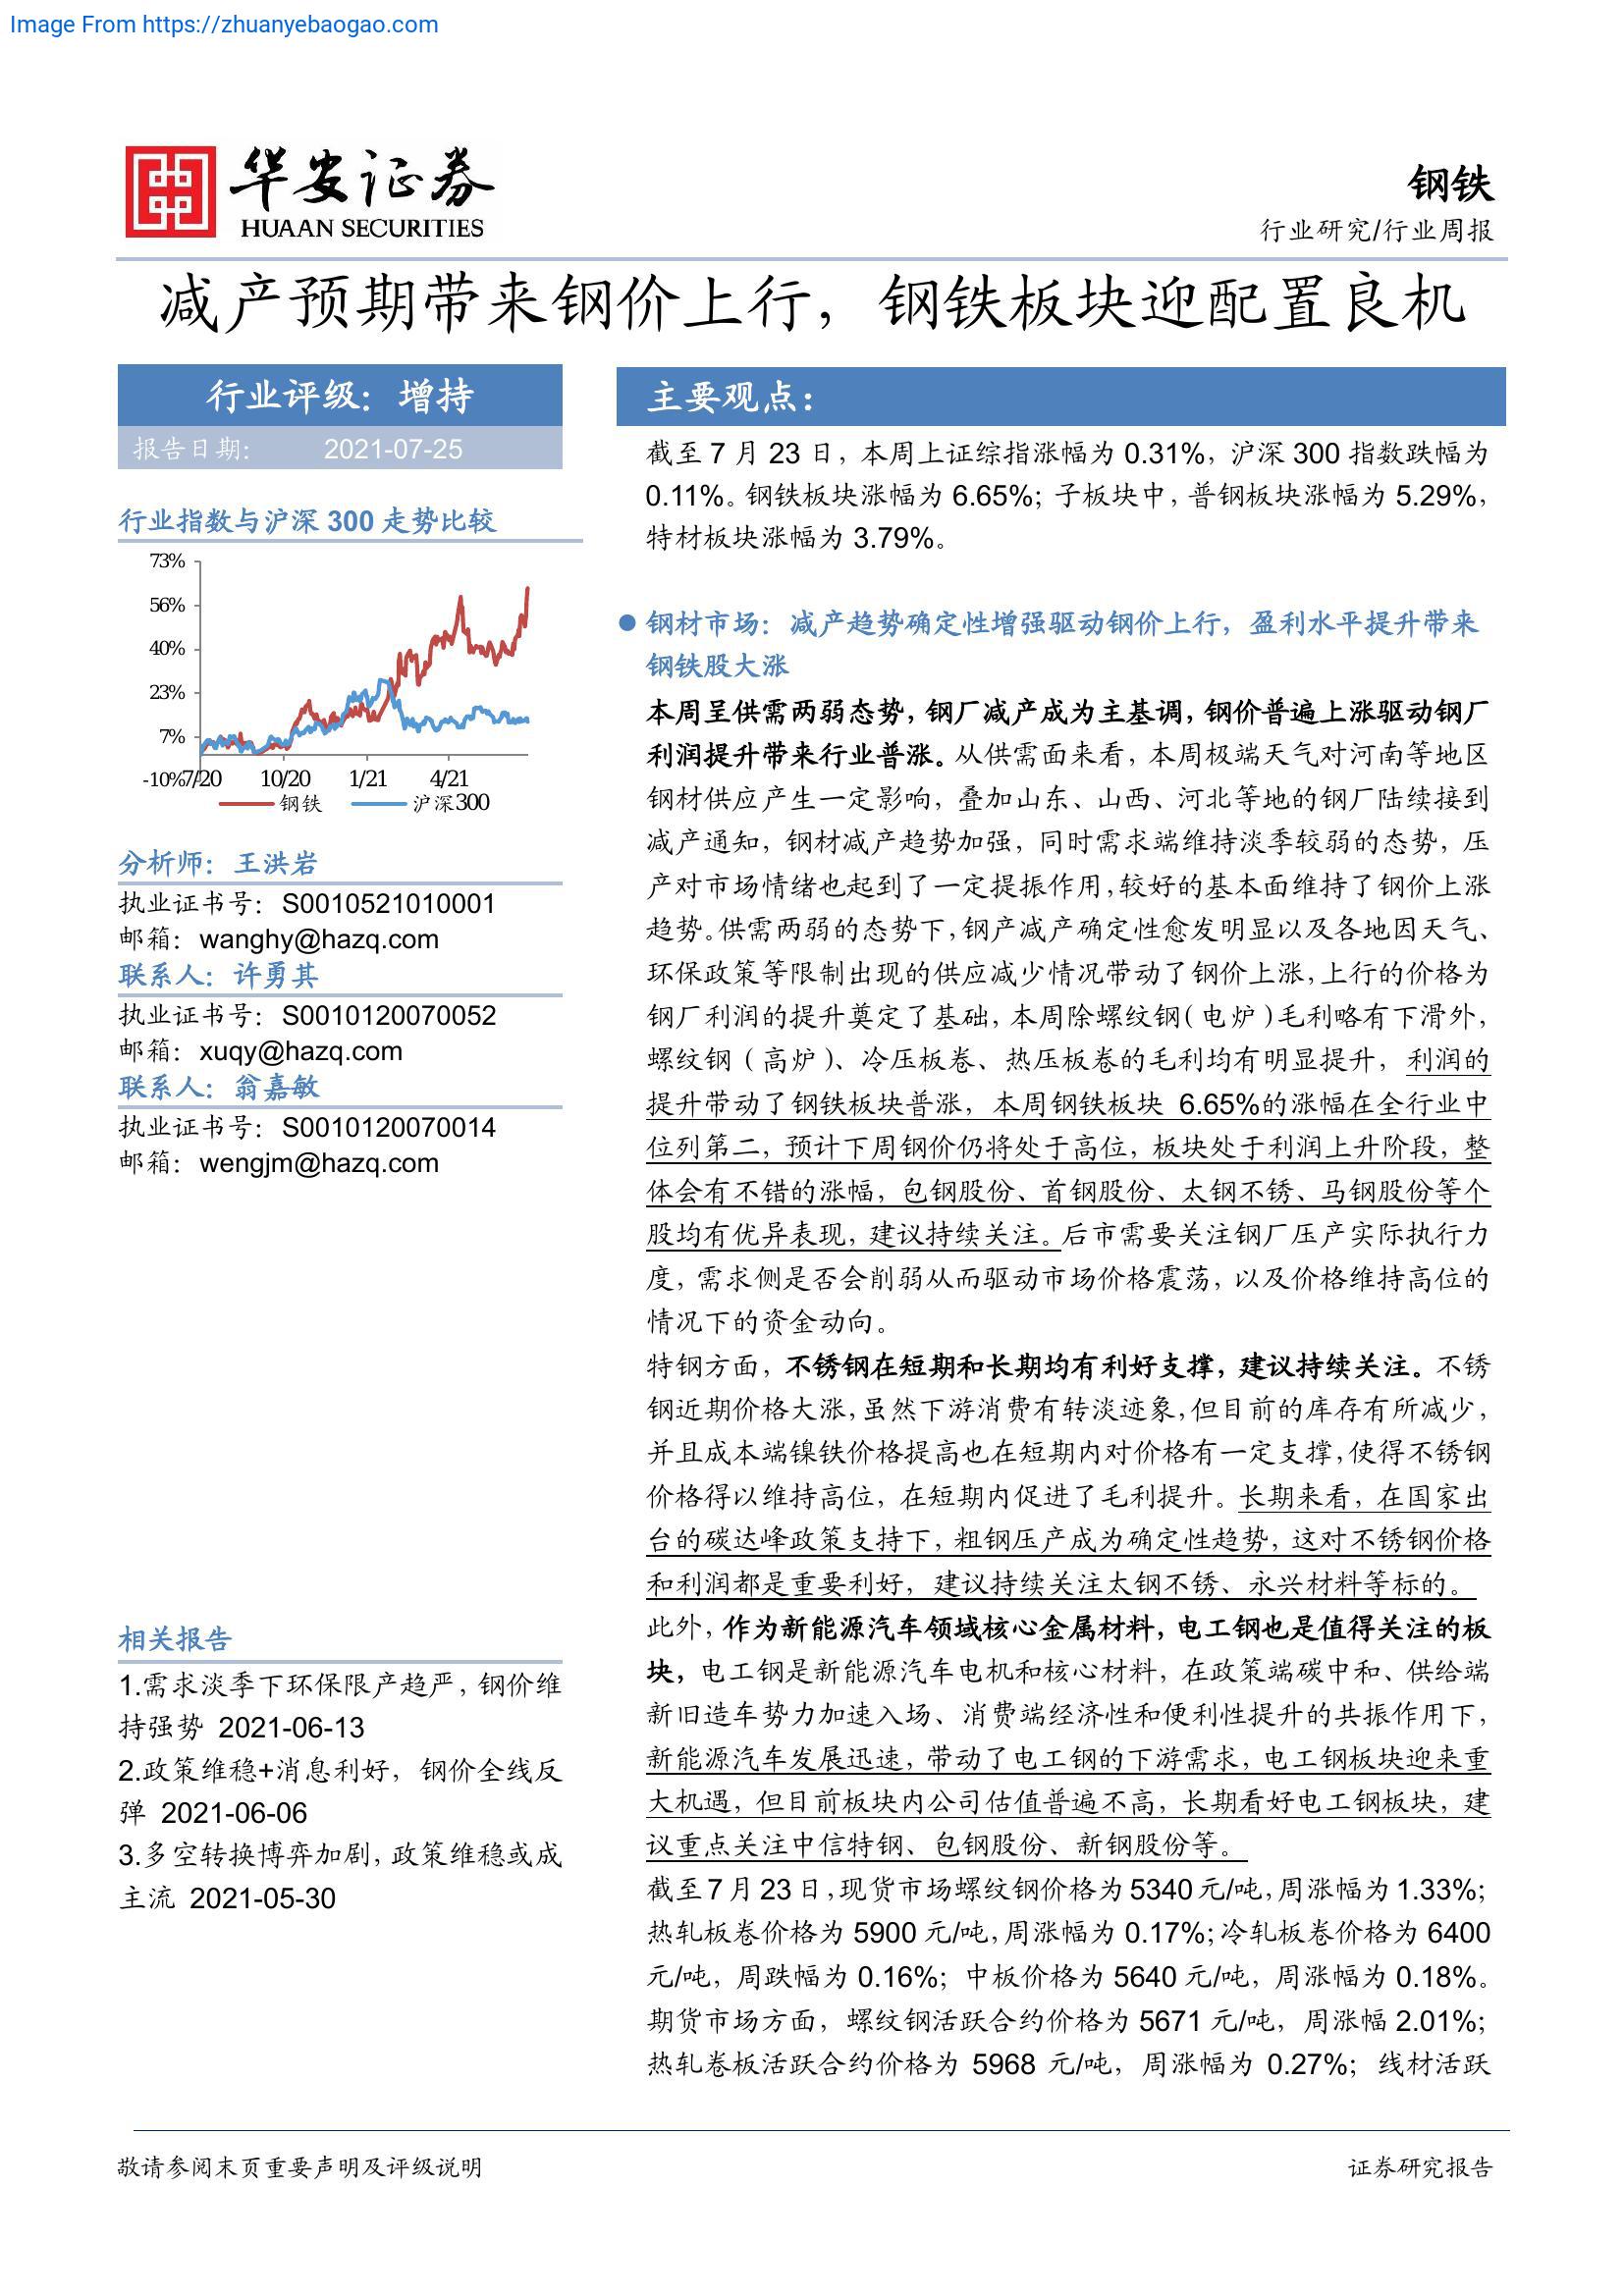 Image From https://zhuanyebaogao.com
华安证券
HUAAN SECURITIES
钢铁
行业研究/行业周报
减产预期带来钢价上行，钢铁板块迎配置良机
行业评级：增持
报告日期： 2021-07-25
行业指数与沪深 300 走势比较
73%
56%
40%
23%
7%
-10%
7/20 10/20 1/21 4/21
钢铁 沪深300
分析师：王洪岩
执业证书号：S0010521010001
邮箱：wanghy@hazq.com
联系人：许勇其
执业证书号：S0010120070052
邮箱：xuqy@hazq.com
联系人：翁嘉敏
执业证书号：S0010120070014
邮箱：wengjm@hazq.com
相关报告
1.需求淡季下环保限产趋严，钢价维
持强势 2021-06-13
2.政策维稳+消息利好，钢价全线反
弹 2021-06-06
3.多空转换博弈加剧，政策维稳或成
主流 2021-05-30
主要观点：
截至 7 月 23 日，本周上证综指涨幅为 0.31%，沪深 300 指数跌幅为
0.11%。钢铁板块涨幅为 6.65%；子板块中，普钢板块涨幅为 5.29%，
特材板块涨幅为 3.79%。
● 钢材市场：减产趋势确定性增强驱动钢价上行，盈利水平提升带来
钢铁股大涨
本周呈供需两弱态势，钢厂减产成为主基调，钢价普遍上涨驱动钢厂
利润提升带来行业普涨。从供需面来看，本周极端天气对河南等地区
钢材供应产生一定影响，叠加山东、山西、河北等地的钢厂陆续接到
减产通知，钢材减产趋势加强，同时需求端维持淡季较弱的态势，压
产对市场情绪也起到了一定提振作用，较好的基本面维持了钢价上涨
趋势。供需两弱的态势下，钢产减产确定性愈发明显以及各地因天气、
环保政策等限制出现的供应减少情况带动了钢价上涨，上行的价格为
钢厂利润的提升奠定了基础，本周除螺纹钢（电炉）毛利略有下滑外，
螺纹钢（高炉）、冷压板卷、热压板卷的毛利均有明显提升，利润的
提升带动了钢铁板块普涨，本周钢铁板块 6.65%的涨幅在全行业中
位列第二，预计下周钢价仍将处于高位，板块处于利润上升阶段，整
体会有不错的涨幅，包钢股份、首钢股份、太钢不锈、马钢股份等个
股均有优异表现，建议持续关注。后市需要关注钢厂压产实际执行力
度，需求侧是否会削弱从而驱动市场价格震荡，以及价格维持高位的
情况下的资金动向。
特钢方面，不锈钢在短期和长期均有利好支撑，建议持续关注。不锈
钢近期价格大涨，虽然下游消费有转淡迹象，但目前的库存有所减少，
并且成本端镍铁价格提高也在短期内对价格有一定支撑，使得不锈钢
价格得以维持高位，在短期内促进了毛利提升。长期来看，在国家出
台的碳达峰政策支持下，粗钢压产成为确定性趋势，这对不锈钢价格
和利润都是重要利好，建议持续关注太钢不锈、永兴材料等标的。
此外，作为新能源汽车领域核心金属材料，电工钢也是值得关注的板
块，电工钢是新能源汽车电机和核心材料，在政策端碳中和、供给端
新旧造车势力加速入场、消费端经济性和便利性提升的共振作用下，
新能源汽车发展迅速，带动了电工钢的下游需求，电工钢板块迎来重
大机遇，但目前板块内公司估值普遍不高，长期看好电工钢板块，建
议重点关注中信特钢、包钢股份、新钢股份等。
截至 7 月 23 日，现货市场螺纹钢价格为 5340 元/吨，周涨幅为 1.33%；
热轧板卷价格为 5900 元/吨，周涨幅为 0.17%；冷轧板卷价格为 6400
元/吨，周跌幅为 0.16%；中板价格为 5640 元/吨，周涨幅为 0.18%。
期货市场方面，螺纹钢活跃合约价格为 5671 元/吨，周涨幅 2.01%；
热轧卷板活跃合约价格为 5968 元/吨，周涨幅为 0.27%；线材活跃
敬请参阅末页重要声明及评级说明
证券研究报告